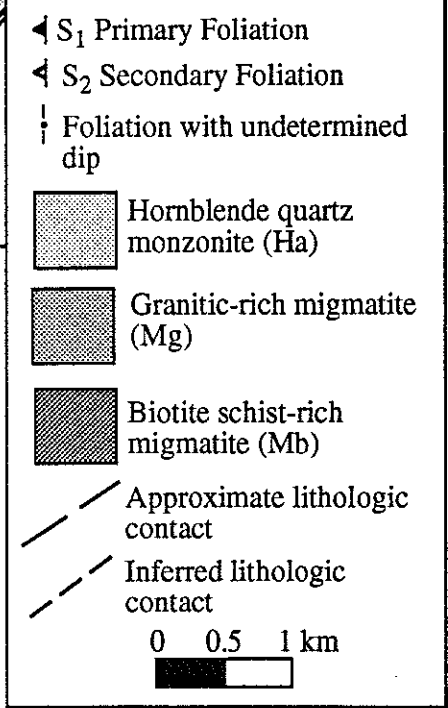 S₁ Primary Foliation
S₂ Secondary Foliation
Foliation with undetermined
dip
Hornblende quartz
monzonite (Ha)
Granitic-rich migmatite
(Mg)
Biotite schist-rich
migmatite (Mb)
Approximate lithologic
contact
Inferred lithologic
contact
0 0.5 1 km